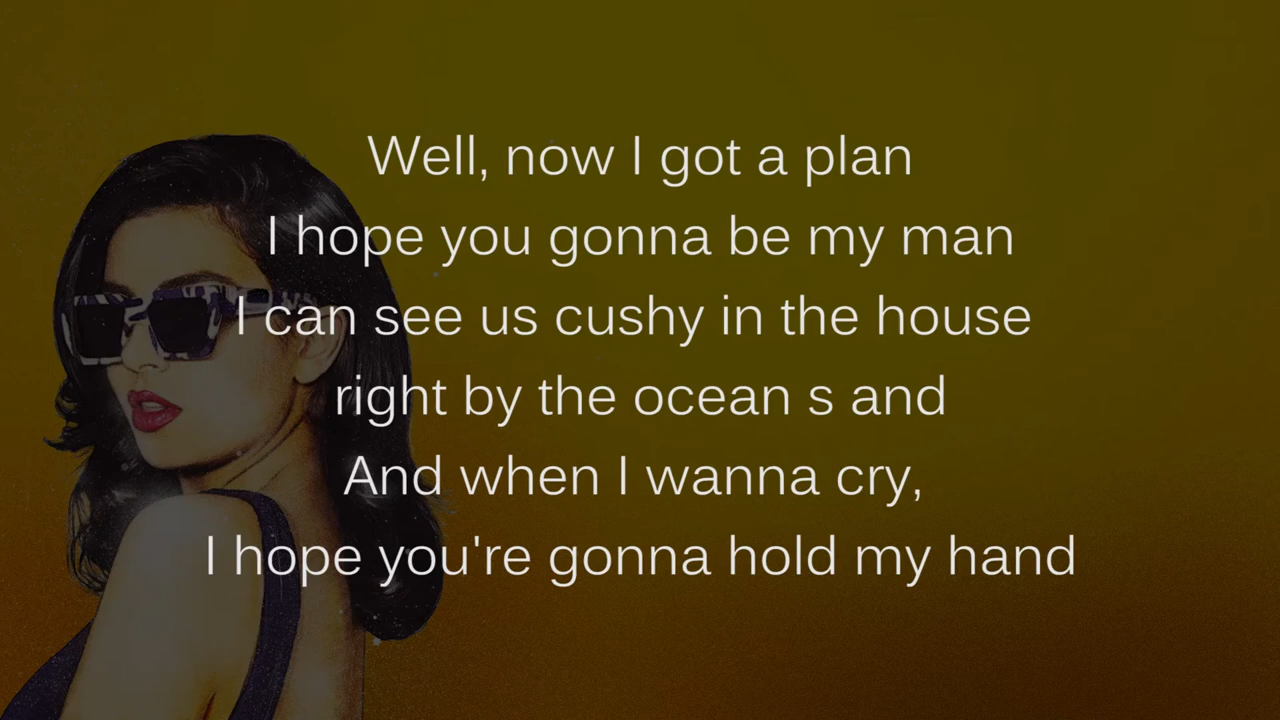 Well, now I got a plan
I hope you gonna be my man
I can see us cushy in the house
right by the ocean s and
And when I wanna cry,
I hope you're gonna hold my hand